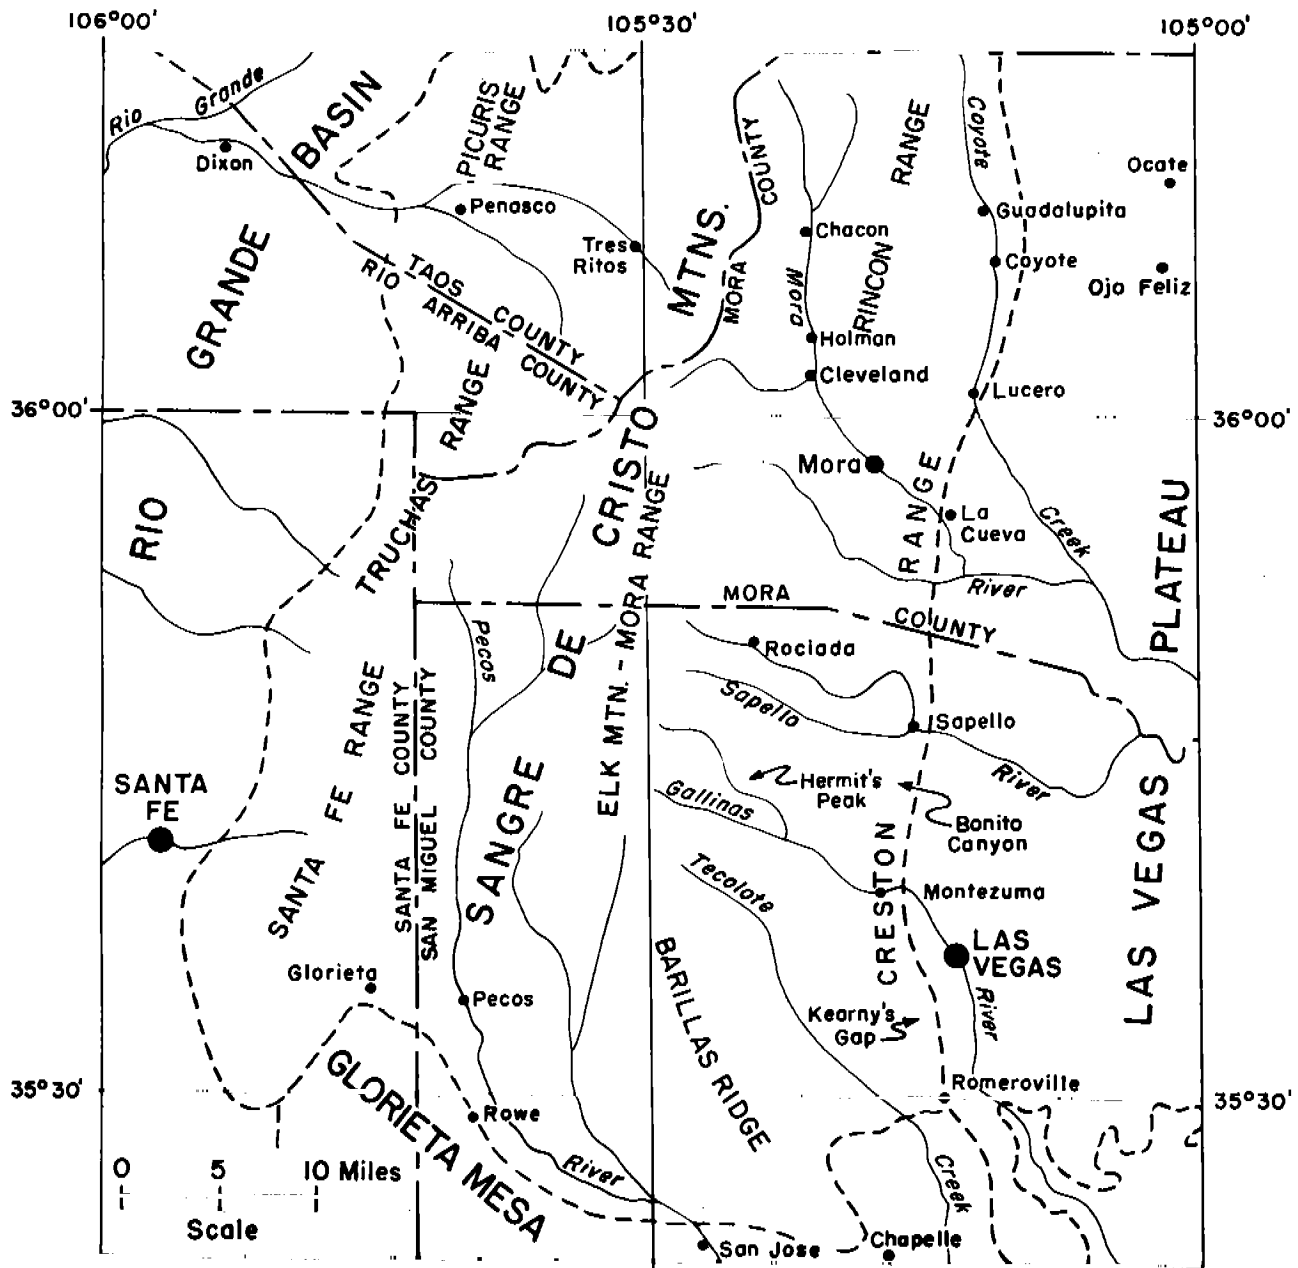 106°00'
105°30'
105°00'
Rio Grande
BASIN
PICURIS
RANGE
Dixon
Penasco
Tres
Ritos
MTNS.
COUNTY
MORA
RANGE
RINCON
Coyote
Ocate
Guadalupita
Chacon
Coyote
Ojo Feliz
Mora
Holman
Cleveland
Lucero
GRANDE
TAOS COUNTY
RIO ARRIBA COUNTY
36°00'
36°00'
RANGE
TRUCHAS
CRISTO
Mora
RANGE
La
Cueva
Creek
River
PLATEAU
RIO
MORA
COUNTY
Pecos
DE
ELK MTN. - MORA RANGE
Rociada
Sapello
Sapello
River
SANTA FE RANGE
SANTA FE COUNTY
SAN MIGUEL COUNTY
SANTA
FE
SANGRE
Hermit's
Peak
Bonito
Canyon
Gallinas
Tecolote
CRESTON
Montezuma
LAS
VEGAS
LAS VEGAS
River
Glorieta
Pecos
BARILLAS RIDGE
Kearny's
Gap
Romeroville
35°30'
35°30'
GLORIETA MESA
Rowe
River
Creek
0 5 10 Miles
Scale
San Jose
Chapelle